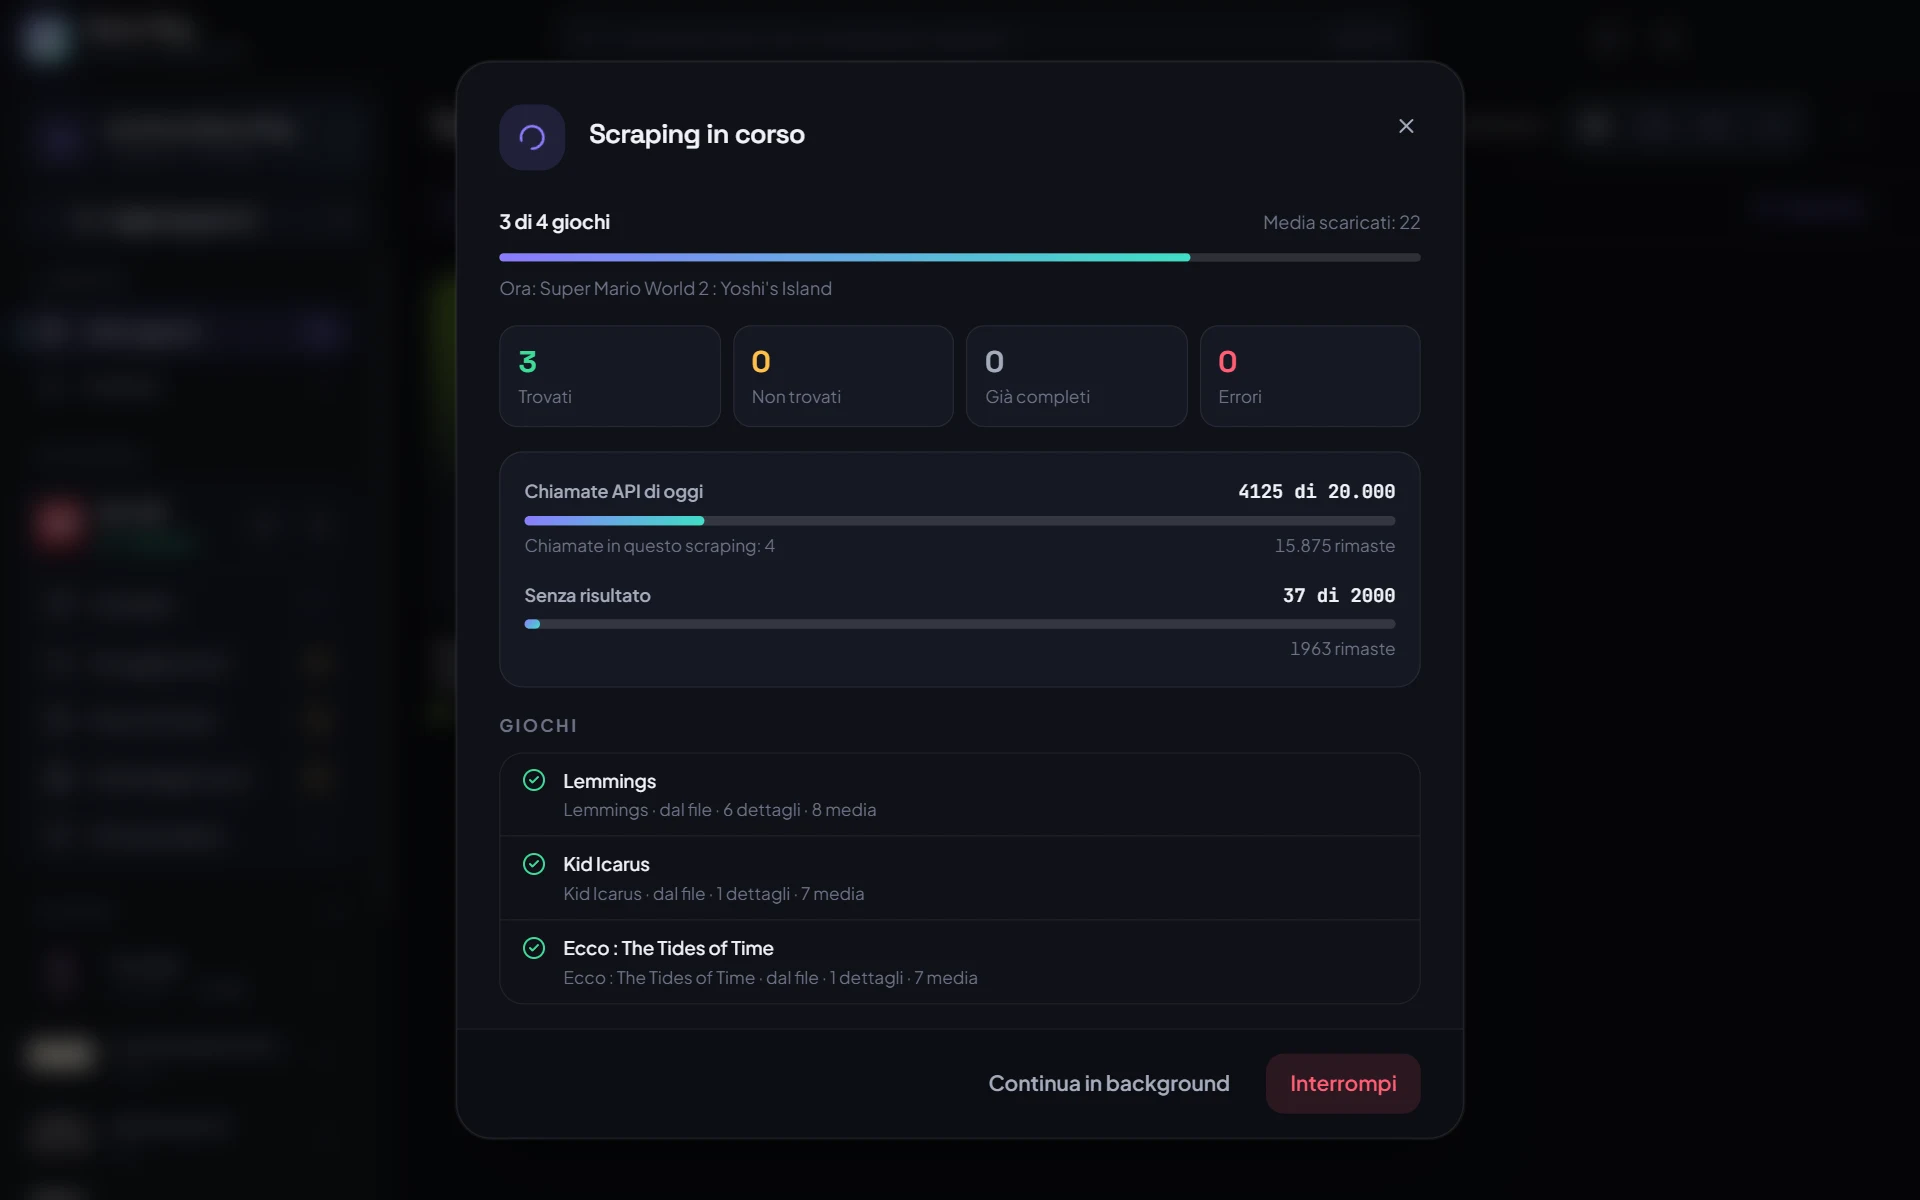 Scraping in corso
3 di 4 giochi
Media scaricati: 22
Ora: Super Mario World 2 : Yoshi's Island
3
Trovati
0
Non trovati
0
Già completi
0
Errori
Chiamate API di oggi
4125 di 20.000
Chiamate in questo scraping: 4
15.875 rimaste
Senza risultato
37 di 2000
1963 rimaste
GIOCHI
Lemmings
Lemmings · dal file · 6 dettagli · 8 media
Kid Icarus
Kid Icarus · dal file · 1 dettagli · 7 media
Ecco : The Tides of Time
Ecco : The Tides of Time · dal file · 1 dettagli · 7 media
Continua in background
Interrompi